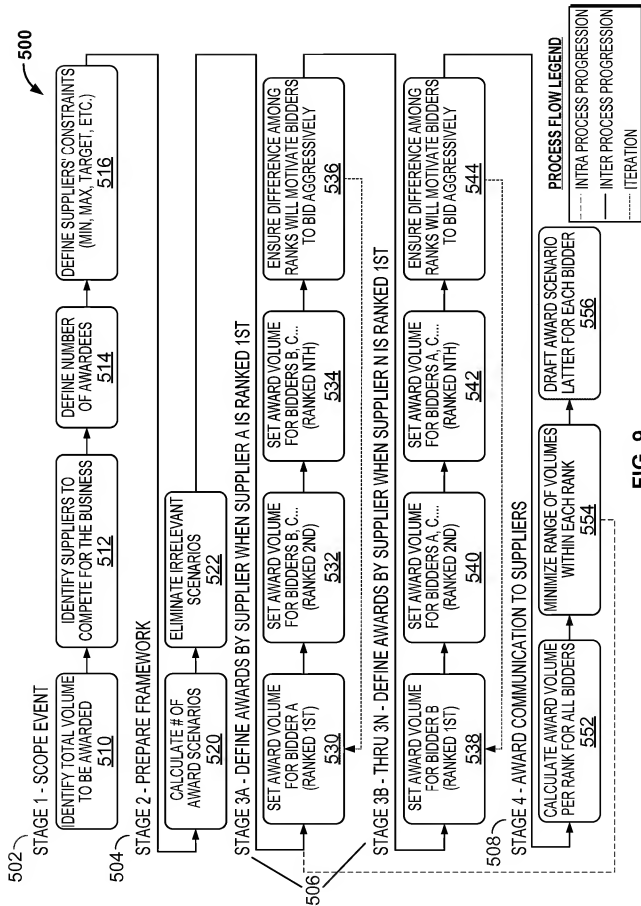 500
502
STAGE 1 - SCOPE EVENT
IDENTIFY TOTAL VOLUME
TO BE AWARDED
510
IDENTIFY SUPPLIERS TO
COMPETE FOR THE BUSINESS
512
DEFINE NUMBER
OF AWARDEES
514
DEFINE SUPPLIERS' CONSTRAINTS
(MIN, MAX, TARGET, ETC.)
516
504
STAGE 2 - PREPARE FRAMEWORK
CALCULATE # OF
AWARD SCENARIOS
520
ELIMINATE IRRELEVANT
SCENARIOS
522
506
STAGE 3A - DEFINE AWARDS BY SUPPLIER WHEN SUPPLIER A IS RANKED 1ST
SET AWARD VOLUME
FOR BIDDER A
(RANKED 1ST)
530
SET AWARD VOLUME
FOR BIDDERS B, C...
(RANKED 2ND)
532
SET AWARD VOLUME
FOR BIDDERS B, C...
(RANKED NTH)
534
ENSURE DIFFERENCE AMONG
RANKS WILL MOTIVATE BIDDERS
TO BID AGGRESSIVELY
536
STAGE 3B - THRU 3N - DEFINE AWARDS BY SUPPLIER WHEN SUPPLIER N IS RANKED 1ST
SET AWARD VOLUME
FOR BIDDER B
(RANKED 1ST)
538
SET AWARD VOLUME
FOR BIDDERS A, C...
(RANKED 2ND)
540
SET AWARD VOLUME
FOR BIDDERS A, C...
(RANKED NTH)
542
ENSURE DIFFERENCE AMONG
RANKS WILL MOTIVATE BIDDERS
TO BID AGGRESSIVELY
544
508
STAGE 4 - AWARD COMMUNICATION TO SUPPLIERS
CALCULATE AWARD VOLUME
PER RANK FOR ALL BIDDERS
552
MINIMIZE RANGE OF VOLUMES
WITHIN EACH RANK
554
DRAFT AWARD SCENARIO
LATTER FOR EACH BIDDER
556
PROCESS FLOW LEGEND
INTRA PROCESS PROGRESSION
INTER PROCESS PROGRESSION
ITERATION
FIG. 9